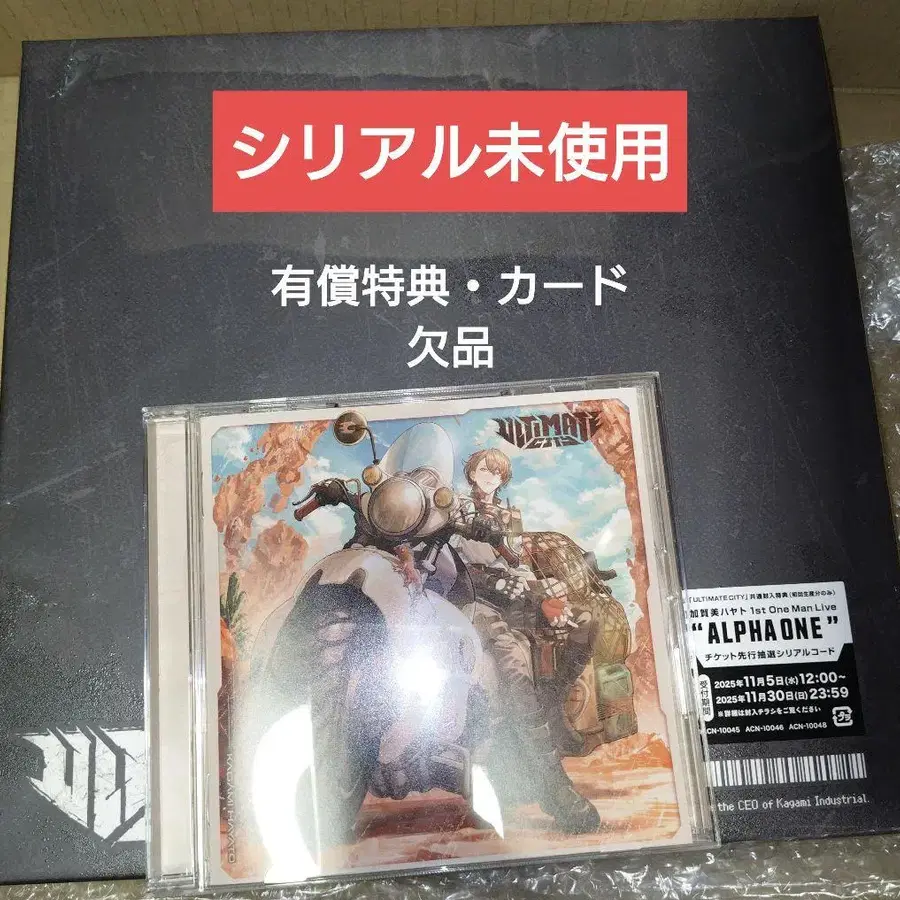 シリアル未使用
有償特典・カード
欠品
ULTIMATE
CITY
「ULTIMATE CITY」共通封入特典(初回生産分のみ)
加賀美ハヤト 1st One Man Live
“ALPHA ONE”
チケット先行抽選シリアルコード
受付期間
2025年11月5日(水)12:00~
2025年11月30日(日)23:59
※詳細は封入チラシをご覧ください
ACN-10045 ACN-10046 ACN-10048
the CEO of Kagami Industrial.
KAGAMI HAYATO